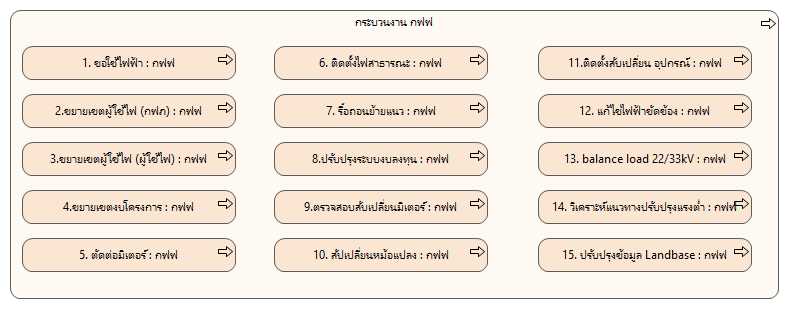 กระบวนงาน กฟฟ
1. ขอใช้ไฟฟ้า : กฟฟ
2.ขยายเขตผู้ใช้ไฟ (กฟภ) : กฟฟ
3.ขยายเขตผู้ใช้ไฟ (ผู้ใช้ไฟ) : กฟฟ
4.ขยายเขตงบโครงการ : กฟฟ
5. ตัดต่อมิเตอร์ : กฟฟ
6. ติดตั้งไฟสาธารณะ : กฟฟ
7. รื้อถอนย้ายแนว : กฟฟ
8.ปรับปรุงระบบงบลงทุน : กฟฟ
9.ตรวจสอบสับเปลี่ยนมิเตอร์ : กฟฟ
10. สัปเปลี่ยนหม้อแปลง : กฟฟ
11.ติดตั้งสับเปลี่ยน อุปกรณ์ : กฟฟ
12. แก้ไขไฟฟ้าขัดข้อง : กฟฟ
13. balance load 22/33kV : กฟฟ
14. วิเคราะห์แนวทางปรับปรุงแรงต่ำ : กฟฟ
15. ปรับปรุงข้อมูล Landbase : กฟฟ